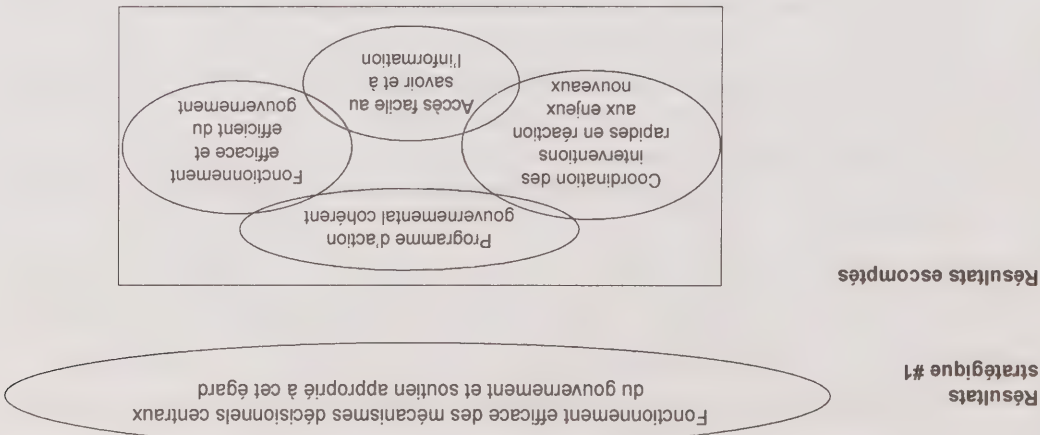 Résultats
stratégique #1
Fonctionnement efficace des mécanismes décisionnels centraux
du gouvernement et soutien approprié à cet égard
Résultats escomptés
Programme d'action
gouvernemental cohérent
Coordination des
interventions
rapides en réaction
aux enjeux
nouveaux
Fonctionnement
efficace et
efficient du
gouvernement
Accès facile au
savoir et à
l'information